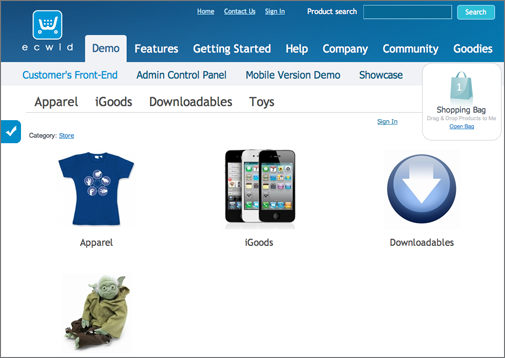 Home Contact Us Sign In Product search Search
ecwid
Demo Features Getting Started Help Company Community Goodies
Customer's Front-End Admin Control Panel Mobile Version Demo Showcase
1
Shopping Bag
Drag & Drop Products to Me
Open Bag
Apparel iGoods Downloadables Toys
Sign In
Category: Store
Apparel iGoods Downloadables